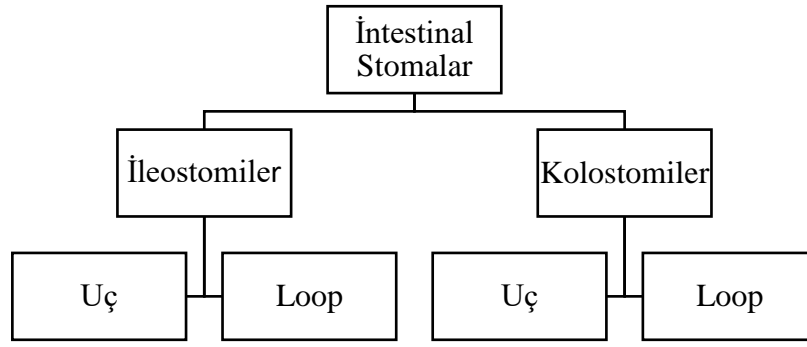 İntestinal
Stomalar
İleostomiler
Kolostomiler
Uç
Loop
Uç
Loop